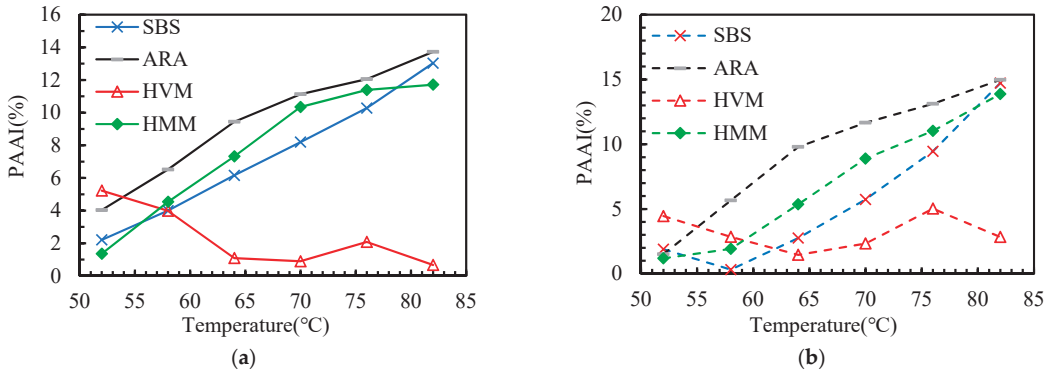 16
14
12
10
8
6
4
2
0
PAAI(%)
SBS
ARA
HVM
HMM
50 55 60 65 70 75 80 85
Temperature(℃)
(a)
20
15
10
5
0
PAAI(%)
SBS
ARA
HVM
HMM
50 55 60 65 70 75 80 85
Temperature(℃)
(b)